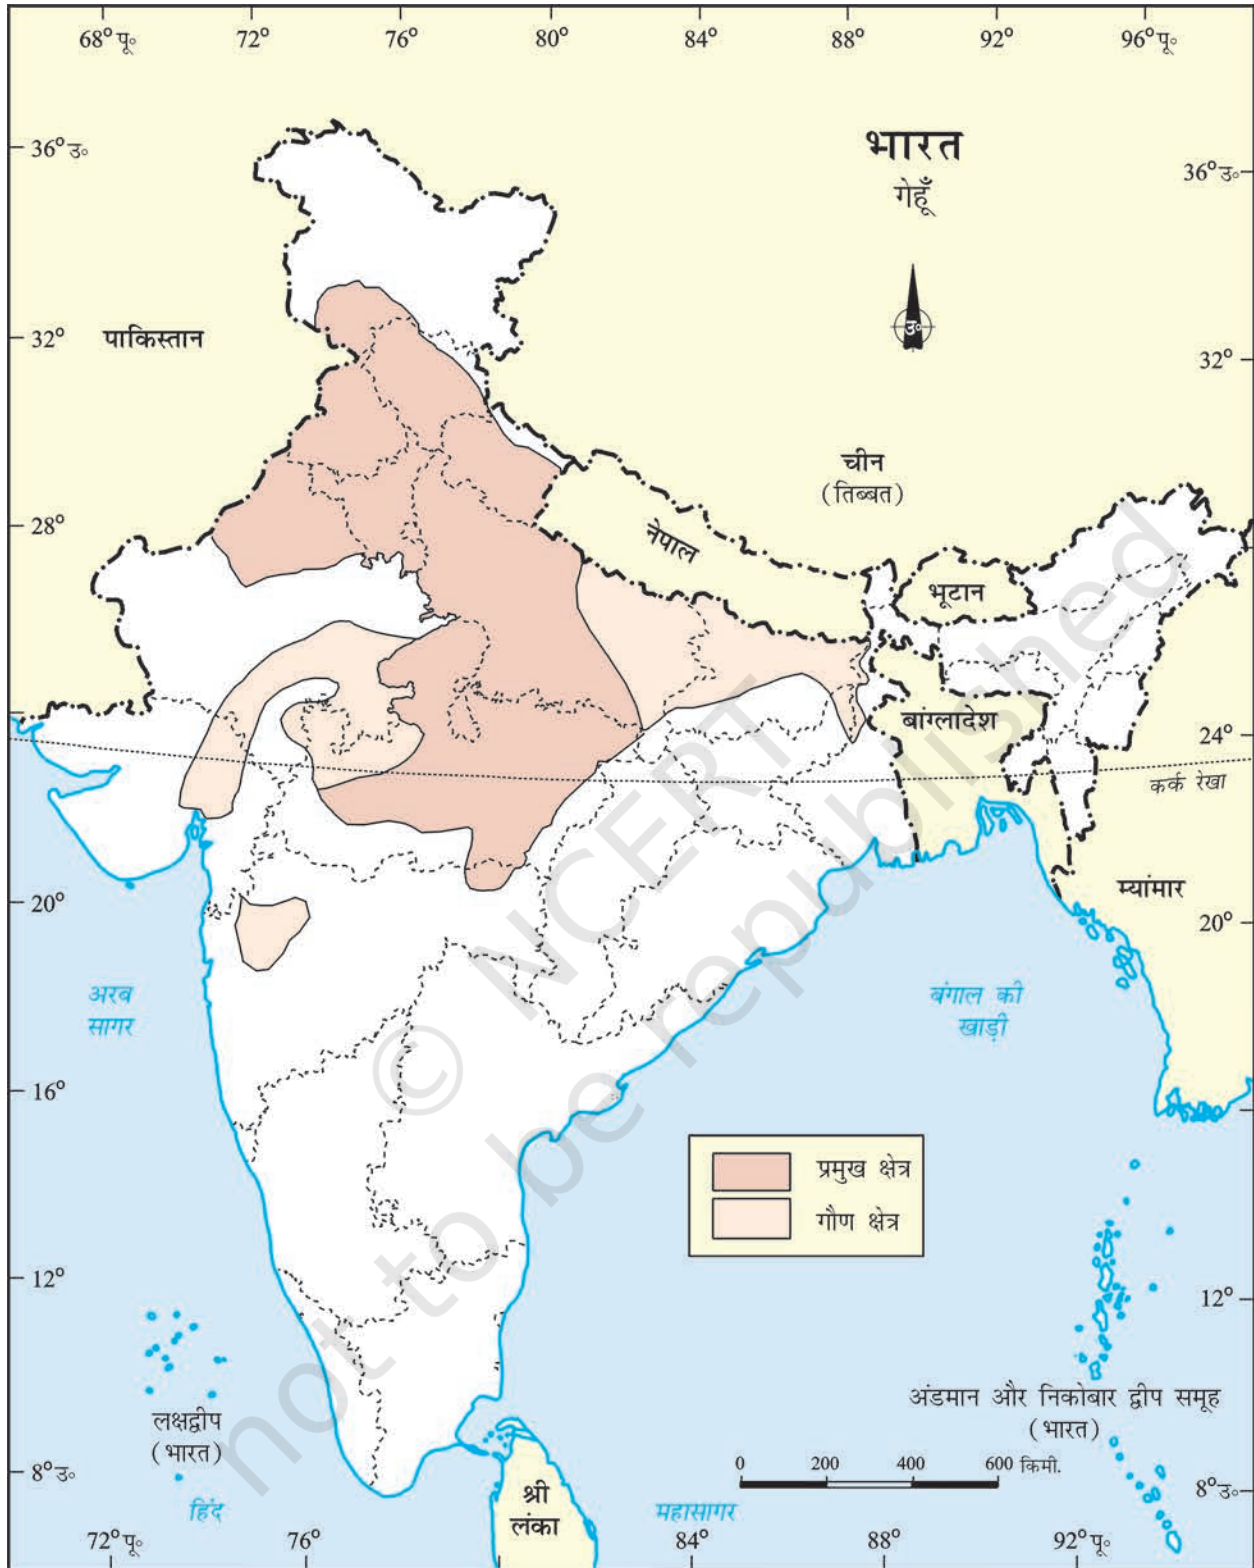 68° पू॰ 72° 76° 80° 84° 88° 92° 96° पू॰
भारत
गेहूँ
36° उ॰
36° उ॰
उ॰
32°
पाकिस्तान
32°
चीन
(तिब्बत)
28°
नेपाल
भूटान
बांग्लादेश
24°
कर्क रेखा
म्यांमार
20°
20°
अरब
सागर
बंगाल की
खाड़ी
16°
© NCERT
not to be republished
प्रमुख क्षेत्र
गौण क्षेत्र
12°
12°
लक्षद्वीप
(भारत)
अंडमान और निकोबार द्वीप समूह
(भारत)
0 200 400 600 किमी.
8° उ॰
8° उ॰
श्री
लंका
हिंद
महासागर
72° पू॰ 76° 84° 88° 92° पू॰